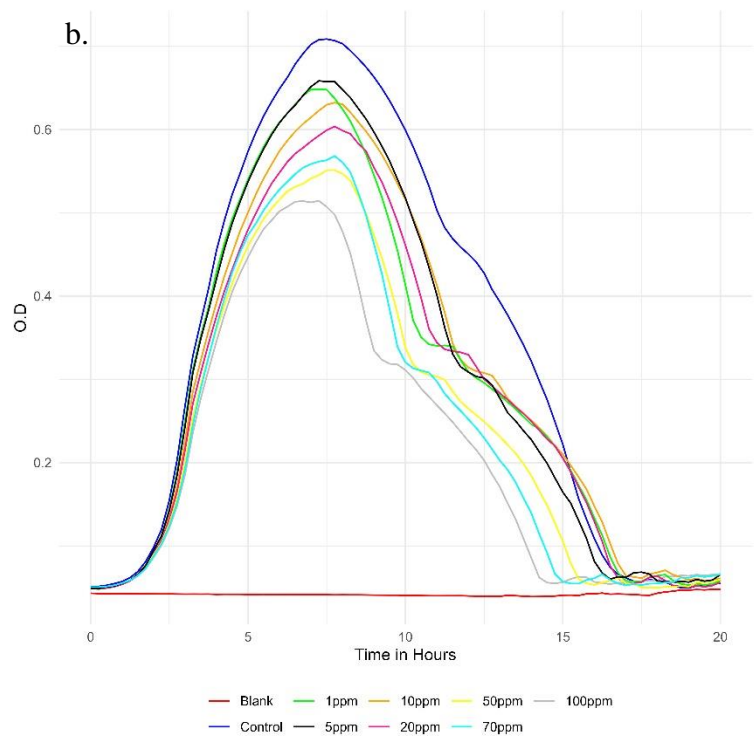 b.
0.6
0.4
0.2
O.D
0 5 10 15 20
Time in Hours
Blank 1ppm 10ppm 50ppm 100ppm
Control 5ppm 20ppm 70ppm